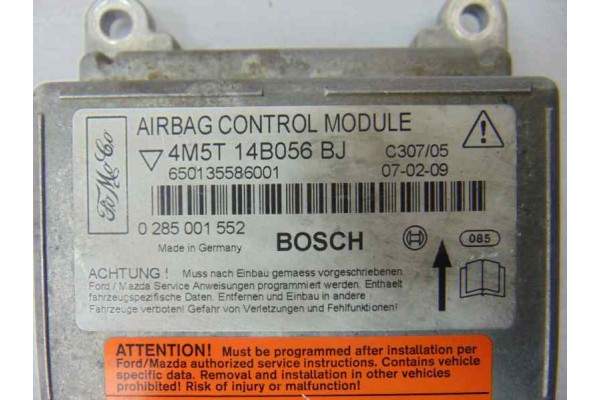 FoMoCo
AIRBAG CONTROL MODULE
4M5T 14B056 BJ
C307/05
650135586001
07-02-09
0 285 001 552
Made in Germany
BOSCH
085
ACHTUNG ! Muss nach Einbau gemaess vorgeschriebenen
Ford / Mazda Service Anweisungen programmiert werden. Enthaelt
fahrzeugspezifische Daten. Entfernen und Einbau in andere
Fahrzeuge verboten! Gefahr von Verletzungen und Fehlfunktionen!
ATTENTION! Must be programmed after installation per
Ford/Mazda authorized service instructions. Contains vehicle
specific data. Removal and installation in other vehicles
prohibited! Risk of injury or malfunction!